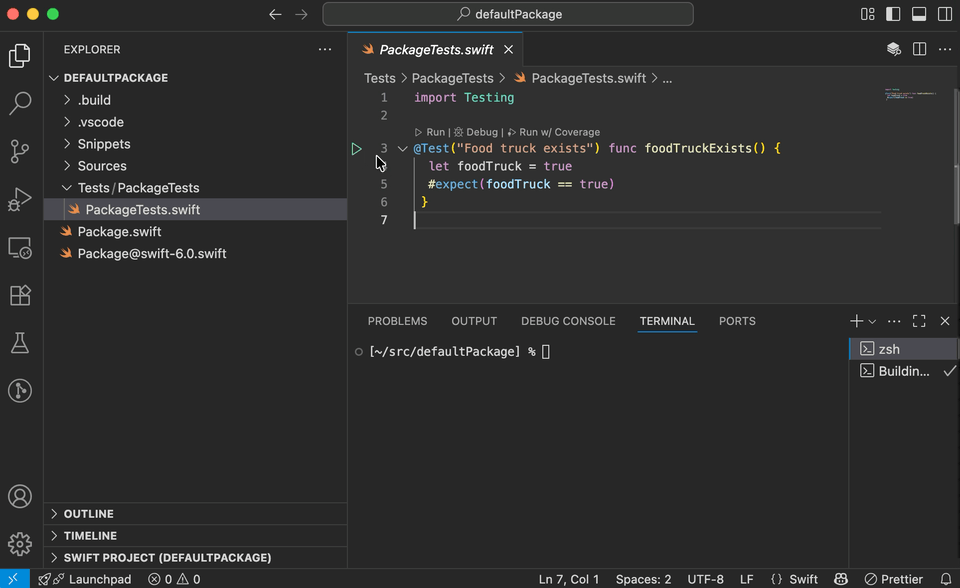 defaultPackage
EXPLORER
DEFAULTPACKAGE
.build
.vscode
Snippets
Sources
Tests / PackageTests
PackageTests.swift
Package.swift
Package@swift-6.0.swift
OUTLINE
TIMELINE
SWIFT PROJECT (DEFAULTPACKAGE)
PackageTests.swift
Tests > PackageTests > PackageTests.swift > ...
1 import Testing
2
Run | Debug | Run w/ Coverage
3 @Test("Food truck exists") func foodTruckExists() {
4 let foodTruck = true
5 #expect(foodTruck == true)
6 }
7
PROBLEMS OUTPUT DEBUG CONSOLE TERMINAL PORTS
[~/src/defaultPackage] %
zsh
Buildin...
Launchpad 0 0 Ln 7, Col 1 Spaces: 2 UTF-8 LF {} Swift Prettier